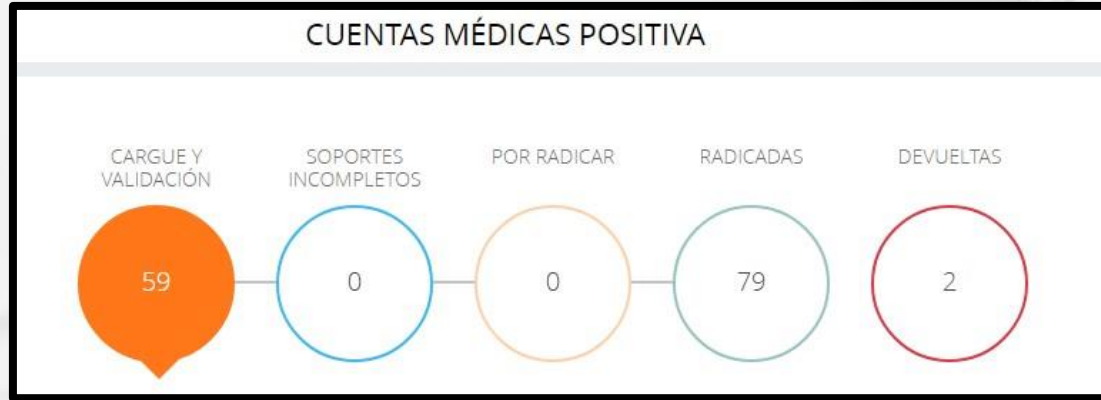 CUENTAS MÉDICAS POSITIVA
CARGUE Y
VALIDACIÓN
SOPORTES
INCOMPLETOS
POR RADICAR
RADICADAS
DEVUELTAS
59
0
0
79
2